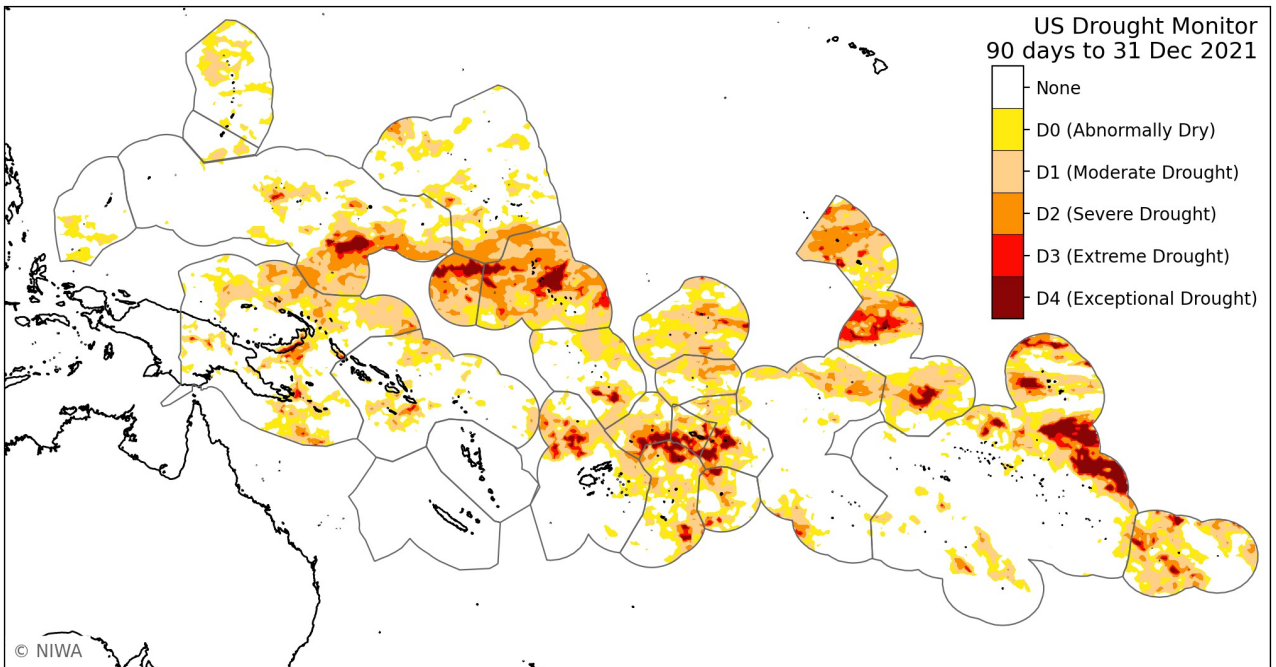 US Drought Monitor
90 days to 31 Dec 2021
None
D0 (Abnormally Dry)
D1 (Moderate Drought)
D2 (Severe Drought)
D3 (Extreme Drought)
D4 (Exceptional Drought)
© NIWA